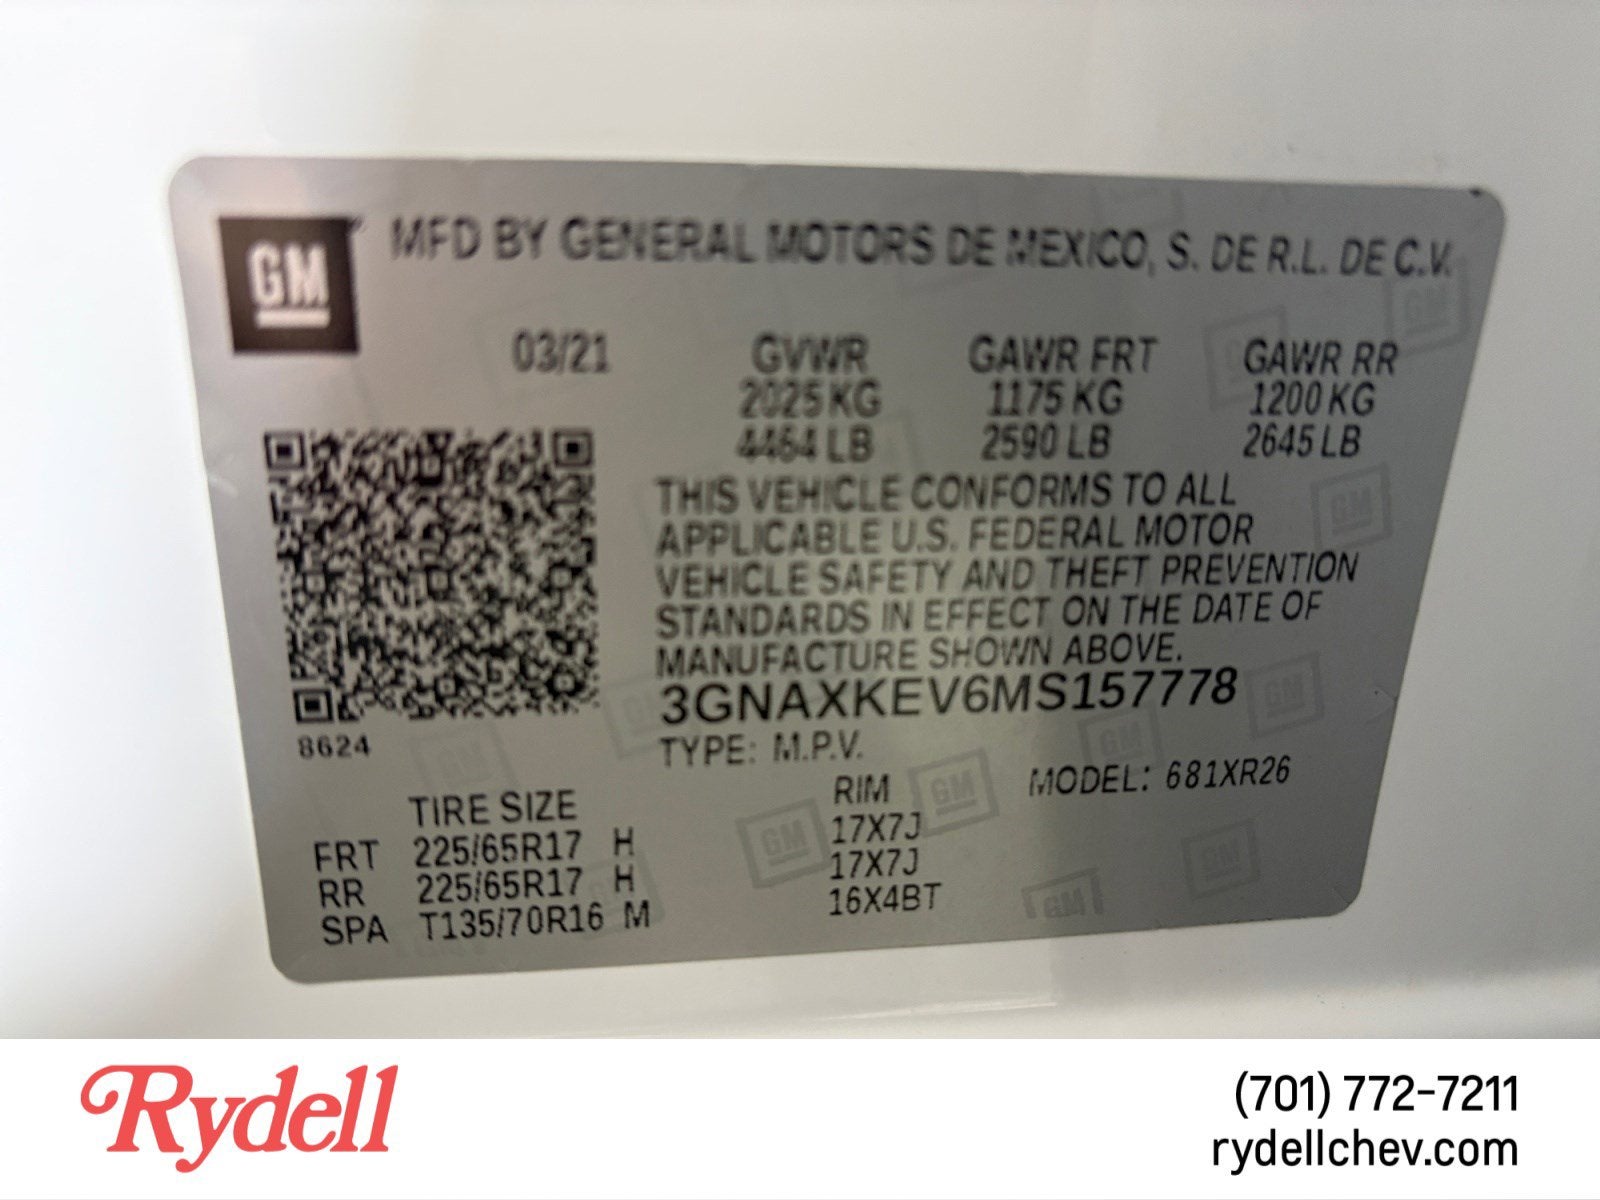 GM
MFD BY GENERAL MOTORS DE MEXICO, S. DE R.L. DE C.V.
03/21 GVWR GAWR FRT GAWR RR
2025 KG 1175 KG 1200 KG
4464 LB 2590 LB 2645 LB
THIS VEHICLE CONFORMS TO ALL
APPLICABLE U.S. FEDERAL MOTOR
VEHICLE SAFETY AND THEFT PREVENTION
STANDARDS IN EFFECT ON THE DATE OF
MANUFACTURE SHOWN ABOVE.
3GNAXKEV6MS157778
8624
TYPE: M.P.V.
MODEL: 681XR26
TIRE SIZE RIM
FRT 225/65R17 H 17X7J
RR 225/65R17 H 17X7J
SPA T135/70R16 M 16X4BT
Rydell
(701) 772-7211
rydellchev.com